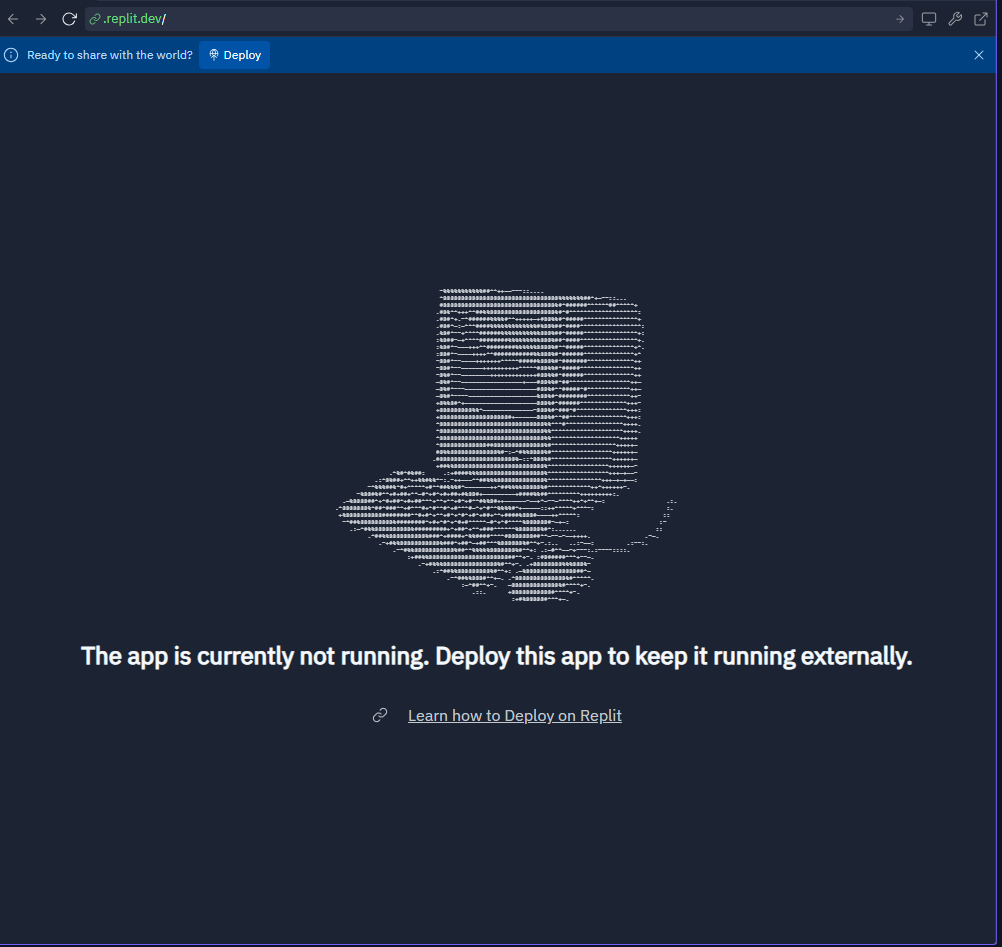 .replit.dev/
Ready to share with the world? Deploy
The app is currently not running. Deploy this app to keep it running externally.
Learn how to Deploy on Replit